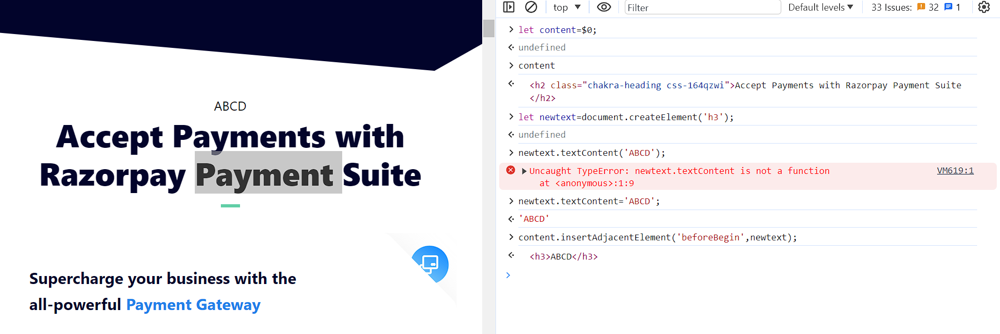 ABCD
Accept Payments with
Razorpay Payment Suite
Supercharge your business with the
all-powerful Payment Gateway
top Filter Default levels 33 Issues: 32 1
let content=$0;
undefined
content
<h2 class="chakra-heading css-164qzwi">Accept Payments with Razorpay Payment Suite
</h2>
let newtext=document.createElement('h3');
undefined
newtext.textContent('ABCD');
Uncaught TypeError: newtext.textContent is not a function VM619:1
at <anonymous>:1:9
newtext.textContent='ABCD';
'ABCD'
content.insertAdjacentElement('beforeBegin',newtext);
<h3>ABCD</h3>